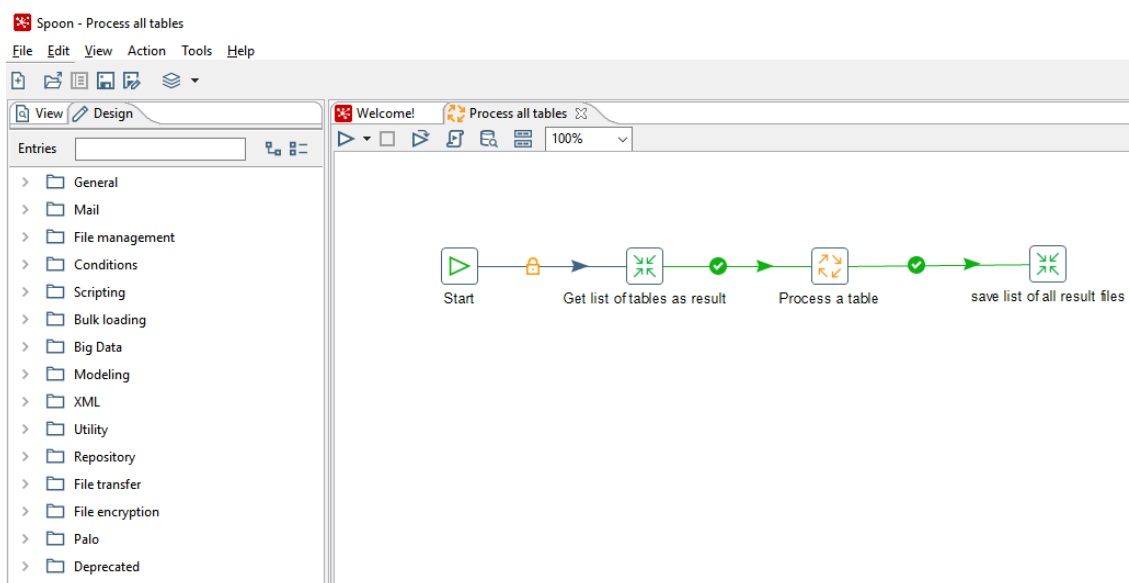 Spoon - Process all tables
File Edit View Action Tools Help
View Design
Welcome! Process all tables
Entries
100%
General
Mail
File management
Conditions
Scripting
Bulk loading
Big Data
Modeling
XML
Utility
Repository
File transfer
File encryption
Palo
Deprecated
Start
Get list of tables as result
Process a table
save list of all result files